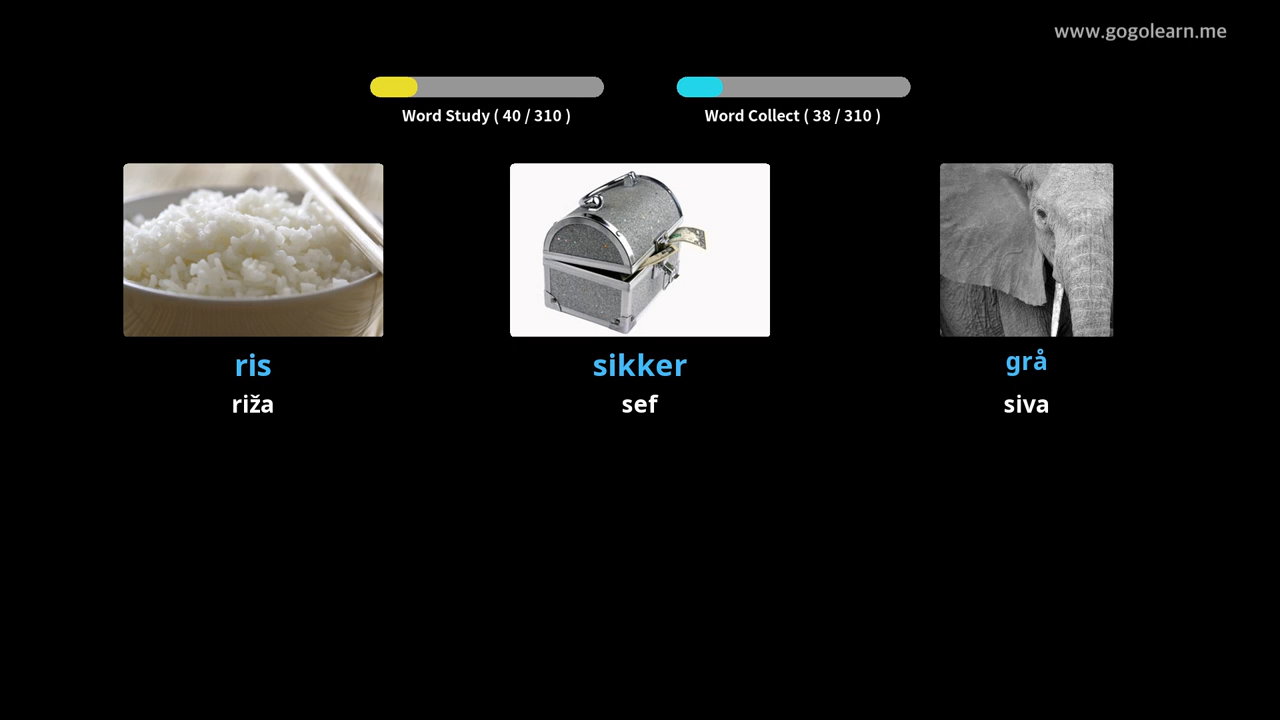 www.gogolearn.me
Word Study ( 40 / 310 )
Word Collect ( 38 / 310 )
ris
riža
sikker
sef
grå
siva